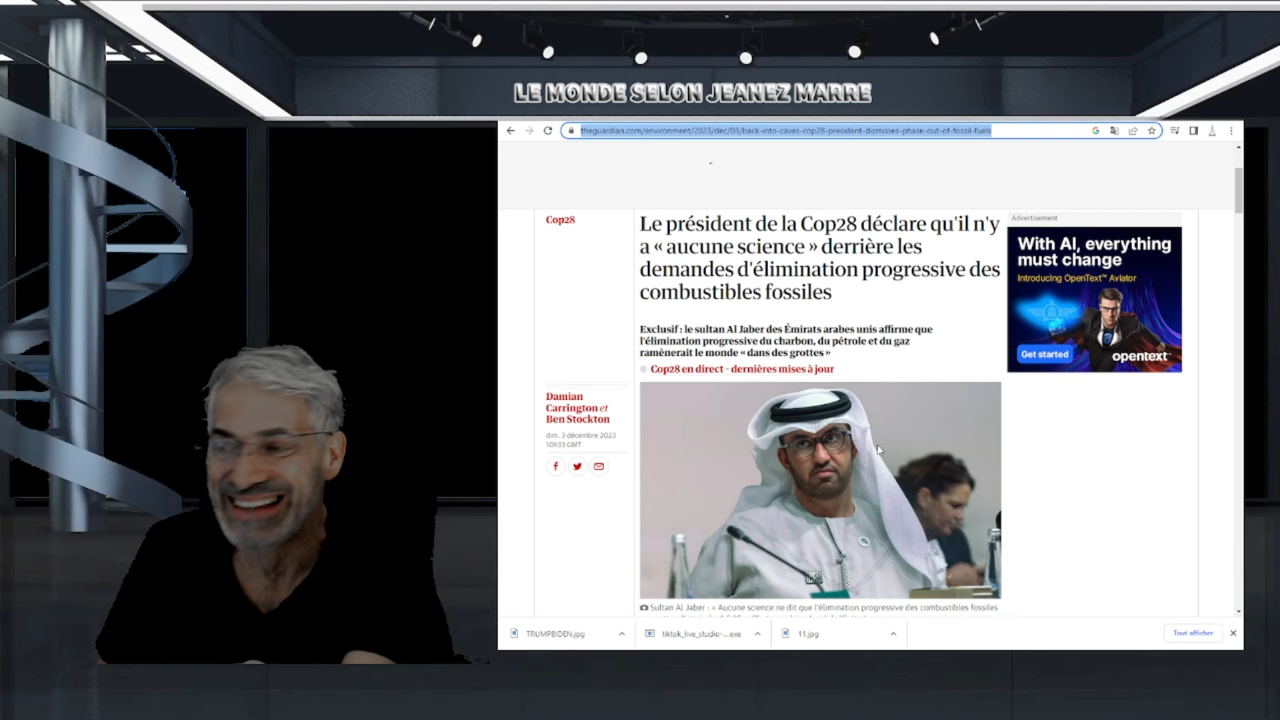 LE MONDE SELON JEANEZ MARRE
theguardian.com/environment/2023/dec/03/back-into-caves-cop28-president-dismisses-phase-out-of-fossil-fuels
Cop28
Le président de la Cop28 déclare qu'il n'y
a « aucune science » derrière les
demandes d'élimination progressive des
combustibles fossiles
Exclusif : le sultan Al Jaber des Émirats arabes unis affirme que
l'élimination progressive du charbon, du pétrole et du gaz
ramènerait le monde « dans des grottes »
Cop28 en direct – dernières mises à jour
Damian
Carrington et
Ben Stockton
dim. 3 décembre 2023
10h33 GMT
Advertisement
With AI, everything
must change
Introducing OpenText™ Aviator
Get started
opentext™
Sultan Al Jaber : « Aucune science ne dit que l'élimination progressive des combustibles fossiles
TRUMPBIDEN.jpg
tiktok_live_studio-....exe
11.jpg
Tout afficher